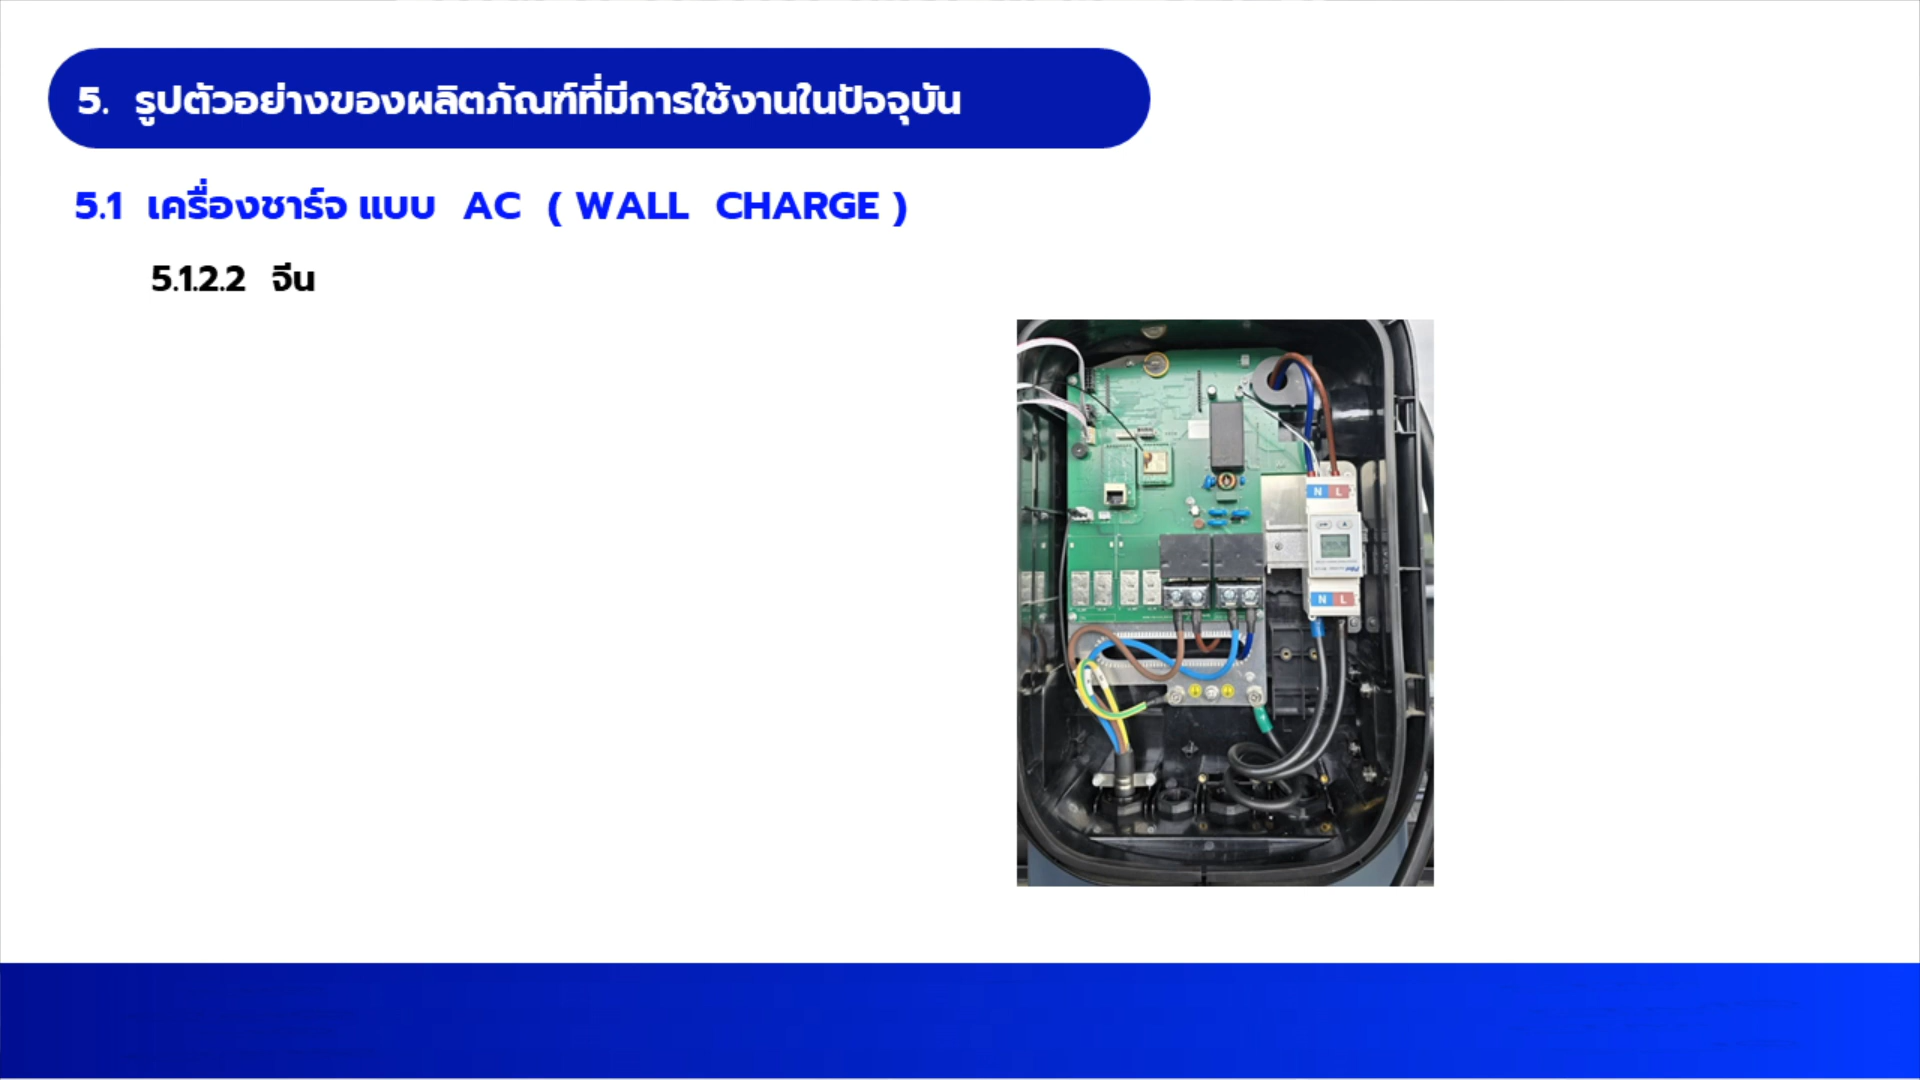 5. รูปตัวอย่างของผลิตภัณฑ์ที่มีการใช้งานในปัจจุบัน
5.1 เครื่องชาร์จ แบบ AC ( WALL CHARGE )
5.1.2.2 จีน
N L
N L